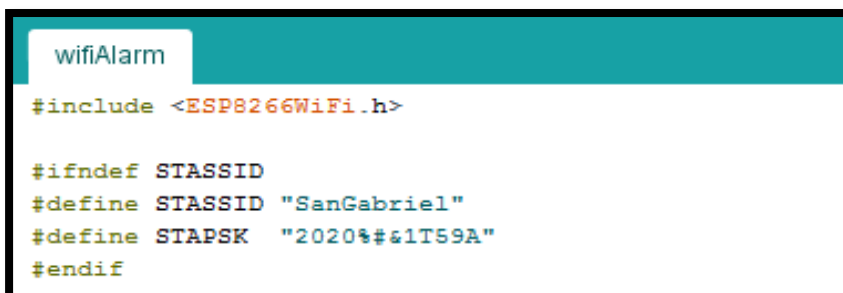 wifiAlarm
#include <ESP8266WiFi.h>
#ifndef STASSID
#define STASSID "SanGabriel"
#define STAPSK  "2020%#&1T59A"
#endif